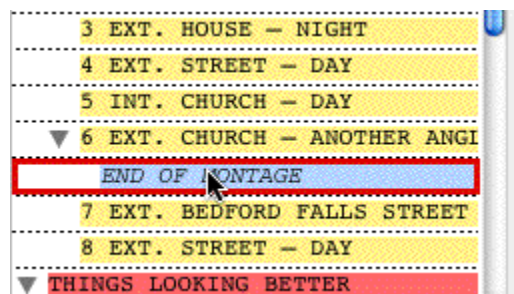 3 EXT. HOUSE – NIGHT
4 EXT. STREET – DAY
5 INT. CHURCH – DAY
6 EXT. CHURCH – ANOTHER ANGL
END OF MONTAGE
7 EXT. BEDFORD FALLS STREET
8 EXT. STREET – DAY
THINGS LOOKING BETTER